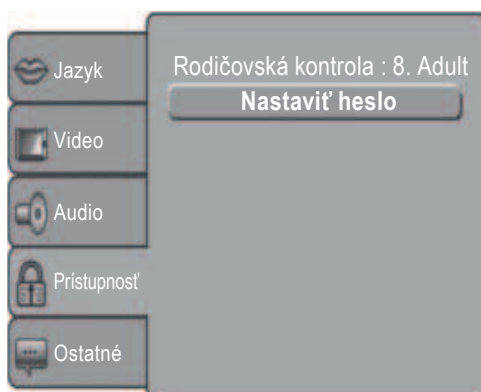 Jazyk
Video
Audio
Prístupnosť
Ostatné
Rodičovská kontrola : 8. Adult
Nastaviť heslo